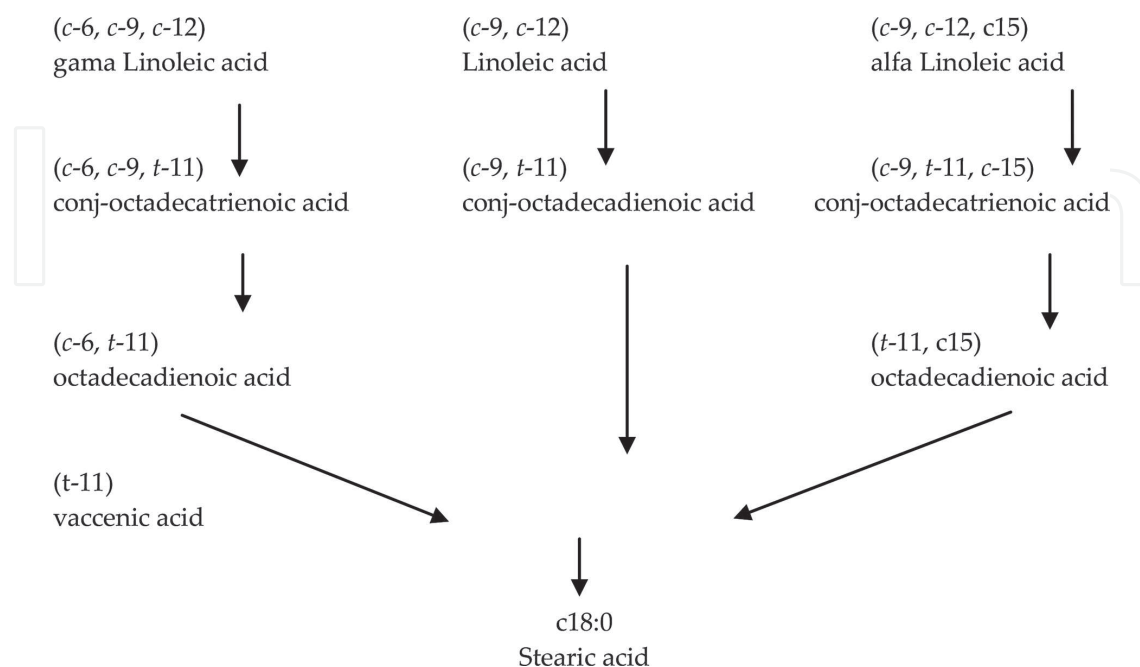 (c-6, c-9, c-12)
gama Linoleic acid
(c-9, c-12)
Linoleic acid
(c-9, c-12, c15)
alfa Linoleic acid
(c-6, c-9, t-11)
conj-octadecatrienoic acid
(c-9, t-11)
conj-octadecadienoic acid
(c-9, t-11, c-15)
conj-octadecatrienoic acid
(c-6, t-11)
octadecadienoic acid
(t-11, c15)
octadecadienoic acid
(t-11)
vaccenic acid
c18:0
Stearic acid